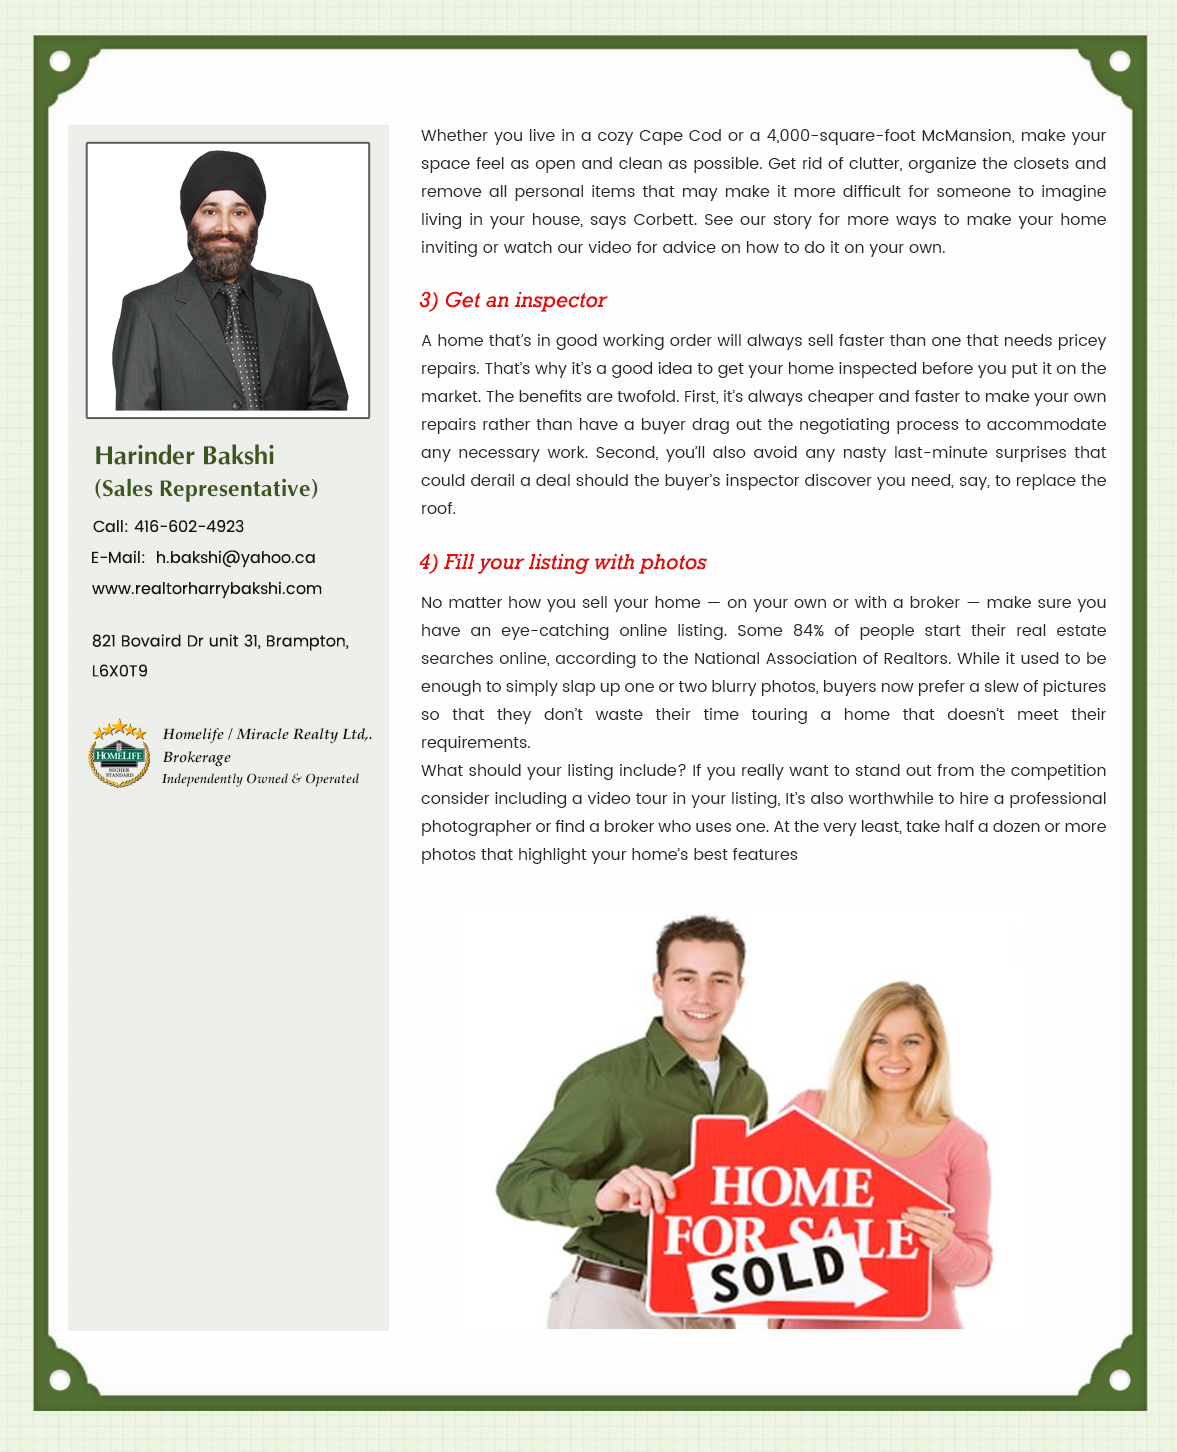 Harinder Bakshi
(Sales Representative)
Call: 416-602-4923
E-Mail:  h.bakshi@yahoo.ca
www.realtorharrybakshi.com
821 Bovaird Dr unit 31, Brampton,
L6X0T9
HOMELIFE
HIGHER
STANDARD
Homelife / Miracle Realty Ltd,.
Brokerage
Independently Owned & Operated
Whether you live in a cozy Cape Cod or a 4,000-square-foot McMansion, make your
space feel as open and clean as possible. Get rid of clutter, organize the closets and
remove all personal items that may make it more difficult for someone to imagine
living in your house, says Corbett. See our story for more ways to make your home
inviting or watch our video for advice on how to do it on your own.
3) Get an inspector
A home that's in good working order will always sell faster than one that needs pricey
repairs. That's why it's a good idea to get your home inspected before you put it on the
market. The benefits are twofold. First, it's always cheaper and faster to make your own
repairs rather than have a buyer drag out the negotiating process to accommodate
any necessary work. Second, you'll also avoid any nasty last-minute surprises that
could derail a deal should the buyer's inspector discover you need, say, to replace the
roof.
4) Fill your listing with photos
No matter how you sell your home — on your own or with a broker — make sure you
have an eye-catching online listing. Some 84% of people start their real estate
searches online, according to the National Association of Realtors. While it used to be
enough to simply slap up one or two blurry photos, buyers now prefer a slew of pictures
so that they don't waste their time touring a home that doesn't meet their
requirements.
What should your listing include? If you really want to stand out from the competition
consider including a video tour in your listing, It's also worthwhile to hire a professional
photographer or find a broker who uses one. At the very least, take half a dozen or more
photos that highlight your home's best features
HOME
FOR SALE
SOLD